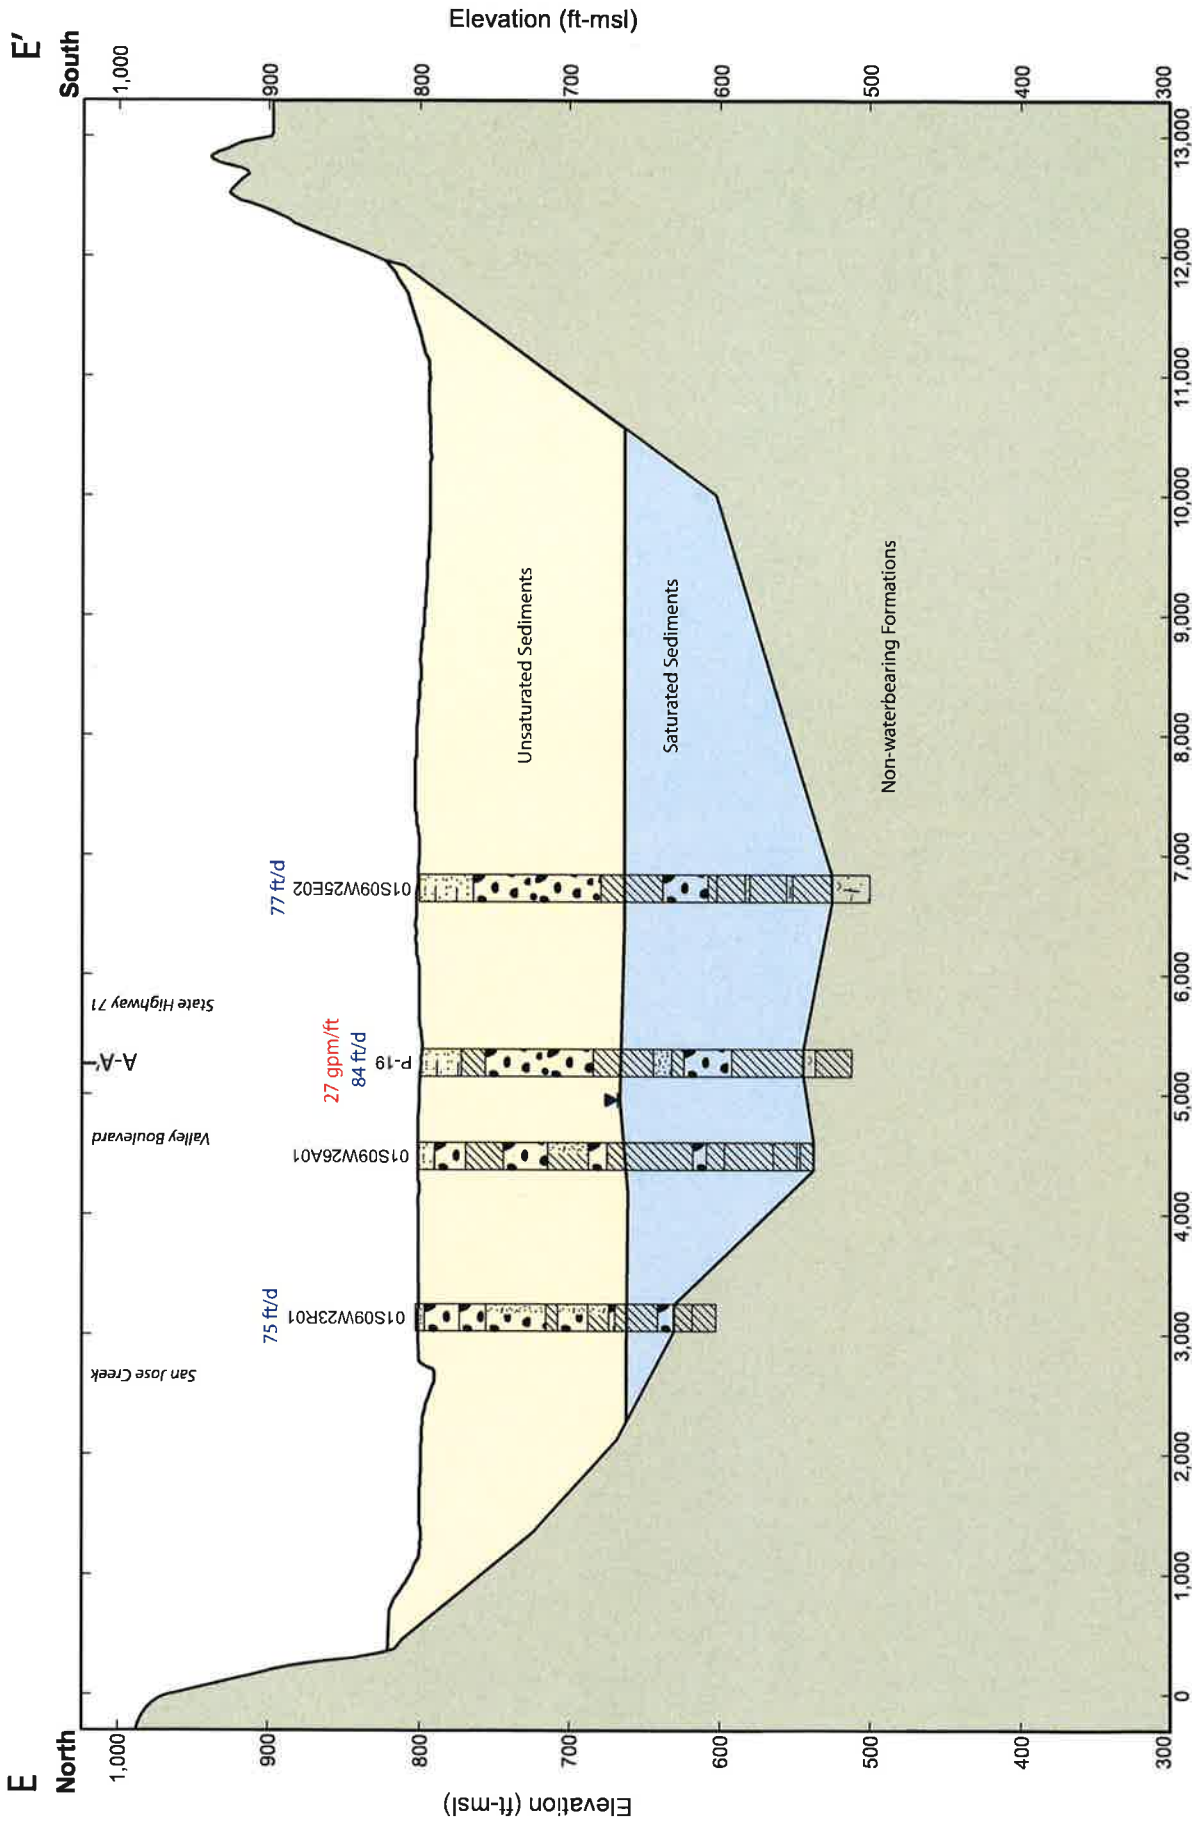 E
North
E'
South
Elevation (ft-msl)
1,000
900
800
700
600
500
400
300
Elevation (ft-msl)
1,000
900
800
700
600
500
400
300
San Jose Creek
Valley Boulevard
A-A'
State Highway 71
75 ft/d
01S09W23R01
01S09W26A01
27 gpm/ft
84 ft/d
P-19
77 ft/d
01S09W25E02
Unsaturated Sediments
Saturated Sediments
Non-waterbearing Formations
0
1,000
2,000
3,000
4,000
5,000
6,000
7,000
8,000
9,000
10,000
11,000
12,000
13,000